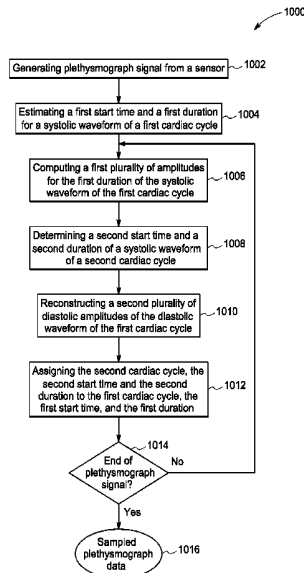 1000
Generating plethysmograph signal from a sensor
1002
Estimating a first start time and a first duration
for a systolic waveform of a first cardiac cycle
1004
Computing a first plurality of amplitudes
for the first duration of the systolic
waveform of the first cardiac cycle
1006
Determining a second start time and a
second duration of a systolic waveform
of a second cardiac cycle
1008
Reconstructing a second plurality of
diastolic amplitudes of the diastolic
waveform of the first cardiac cycle
1010
Assigning the second cardiac cycle, the
second start time and the second
duration to the first cardiac cycle, the
first start time, and the first duration
1012
1014
End of
plethysmograph
signal?
No
Yes
Sampled
plethysmograph
data
1016